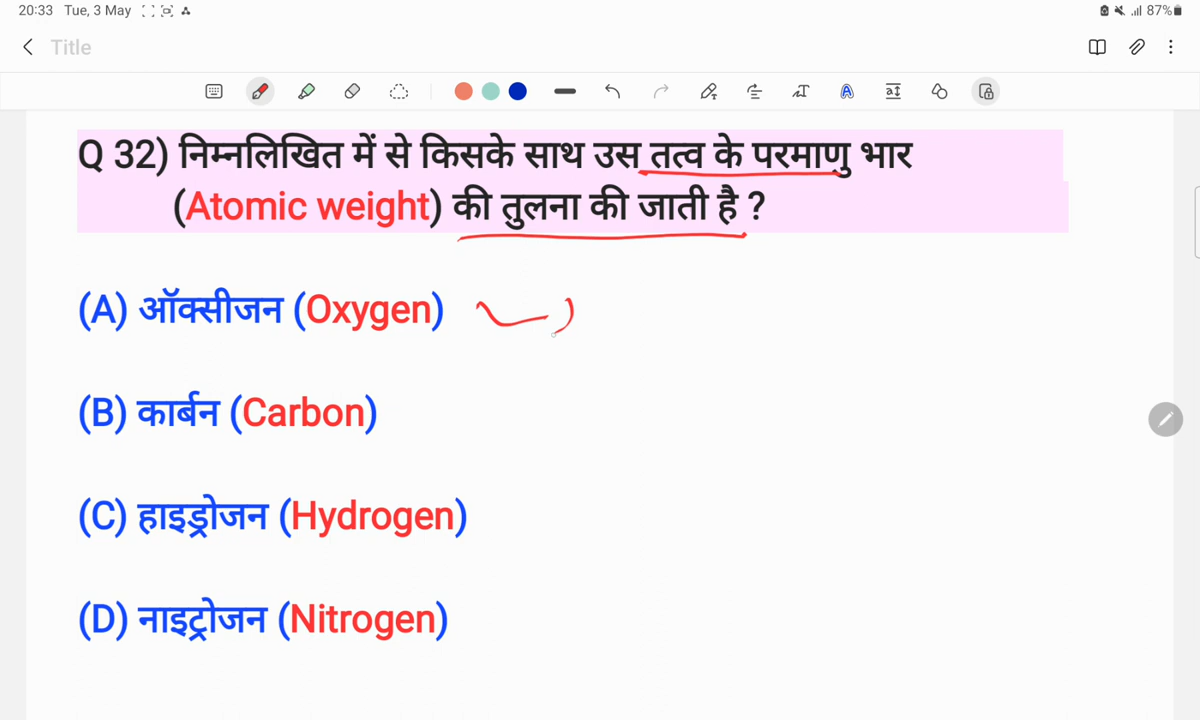 20:33 Tue, 3 May 87%
Title
Q 32) निम्नलिखित में से किसके साथ उस तत्व के परमाणु भार
(Atomic weight) की तुलना की जाती है ?
(A) ऑक्सीजन (Oxygen)
(B) कार्बन (Carbon)
(C) हाइड्रोजन (Hydrogen)
(D) नाइट्रोजन (Nitrogen)